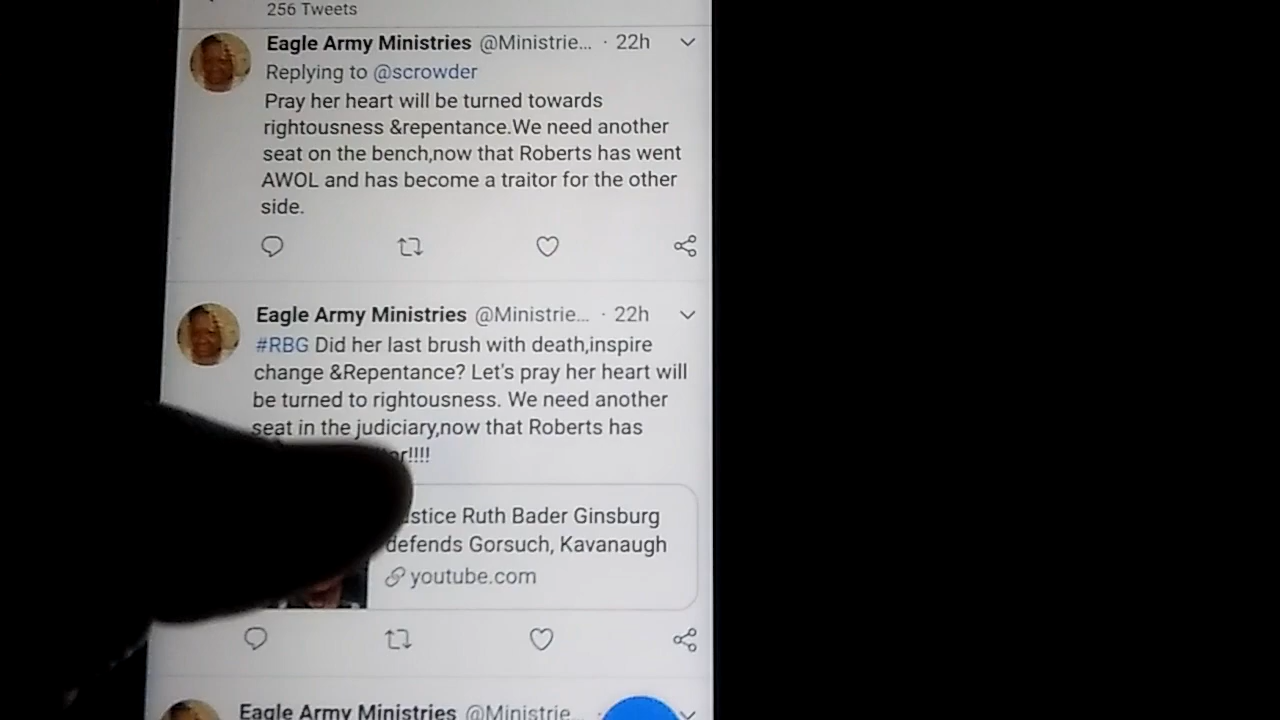 256 Tweets
Eagle Army Ministries @Ministrie... · 22h
Replying to @scrowder
Pray her heart will be turned towards
rightousness &repentance.We need another
seat on the bench,now that Roberts has went
AWOL and has become a traitor for the other
side.
Eagle Army Ministries @Ministrie... · 22h
#RBG Did her last brush with death,inspire
change &Repentance? Let's pray her heart will
be turned to rightousness. We need another
seat in the judiciary,now that Roberts has
Ruth Bader Ginsburg
defends Gorsuch, Kavanaugh
youtube.com
Eagle Army Ministries @Ministrie...